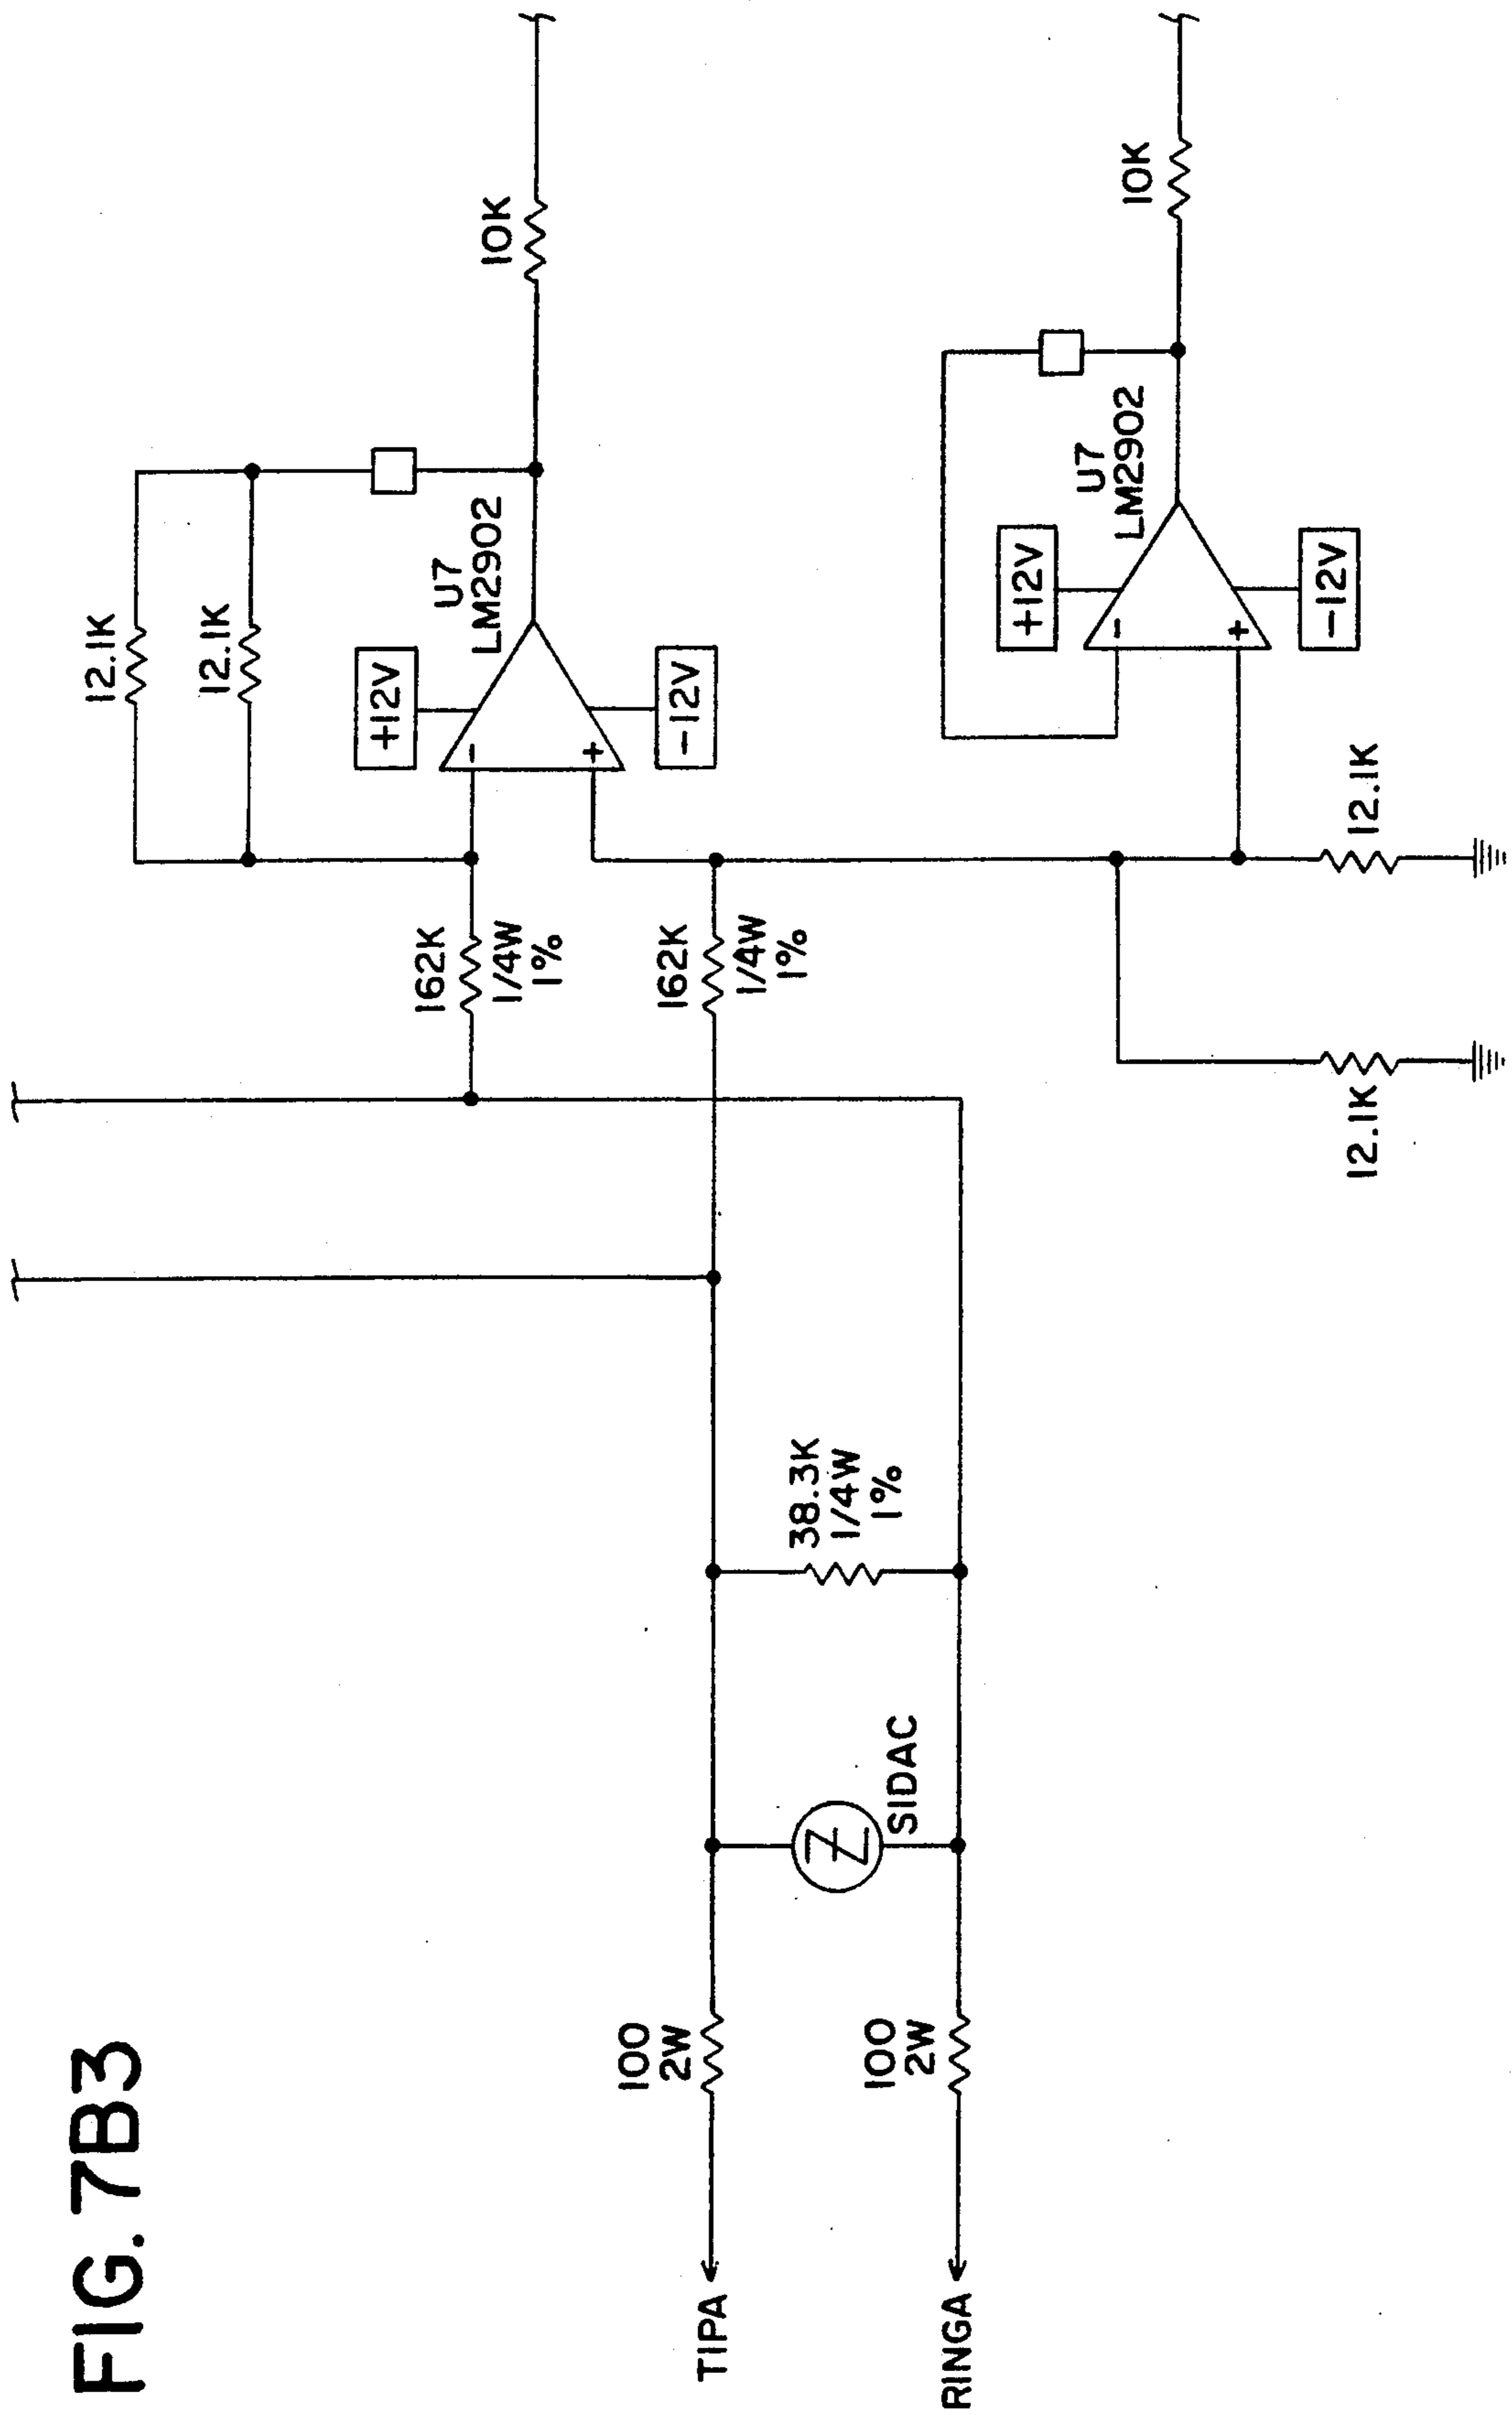 FIG. 7B3
12.1K
12.1K
10K
+12V
U7
LM2902
-
+
-12V
162K
1/4W
1%
162K
1/4W
1%
10K
+12V
U7
LM2902
-
+
-12V
12.1K
12.1K
38.3K
1/4W
1%
SIDAC
100
2W
TIPA
100
2W
RINGA